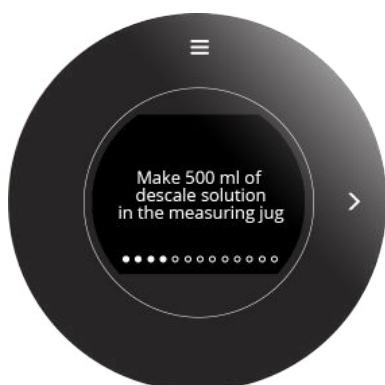 Make 500 ml of
descale solution
in the measuring jug